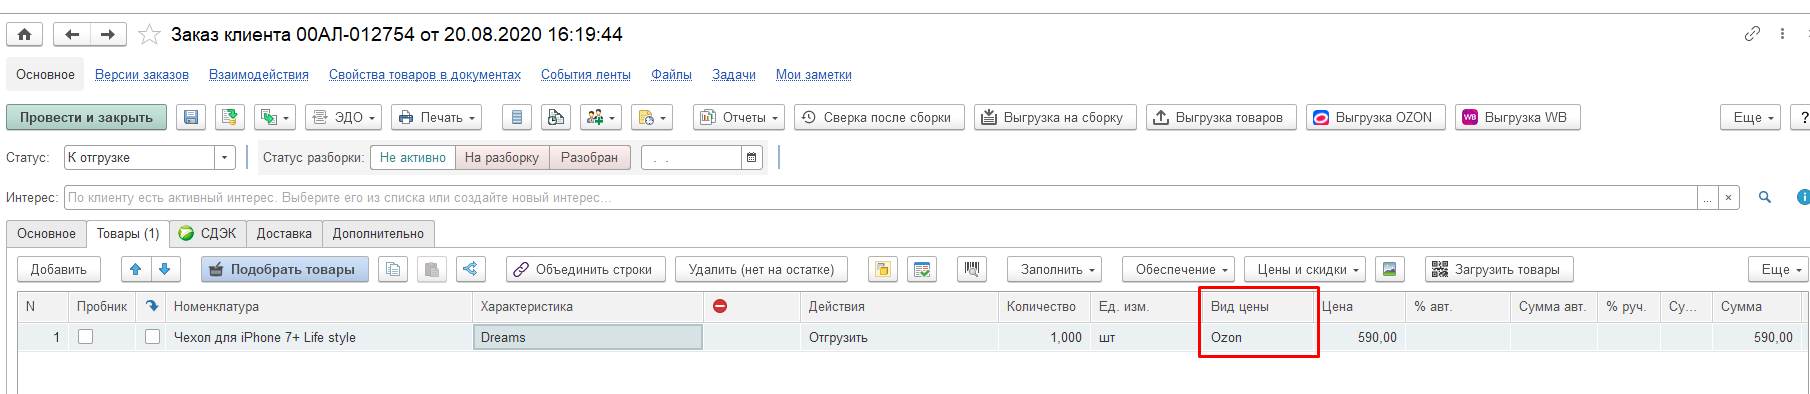 Заказ клиента 00АЛ-012754 от 20.08.2020 16:19:44
Основное Версии заказов Взаимодействия Свойства товаров в документах События ленты Файлы Задачи Мои заметки
Провести и закрыть ЭДО Печать Отчеты Сверка после сборки Выгрузка на сборку Выгрузка товаров Выгрузка OZON WB Выгрузка WB Еще ?
Статус: К отгрузке Статус разборки: Не активно На разборку Разобран . .
Интерес: По клиенту есть активный интерес. Выберите его из списка или создайте новый интерес... ... ×
Основное Товары (1) СДЭК Доставка Дополнительно
Добавить Подобрать товары Объединить строки Удалить (нет на остатке) Заполнить Обеспечение Цены и скидки Загрузить товары Еще
N Пробник Номенклатура Характеристика Действия Количество Ед. изм. Вид цены Цена % авт. Сумма авт. % руч. Су... Сумма
1 Чехол для iPhone 7+ Life style Dreams Отгрузить 1,000 шт Ozon 590,00 590,00